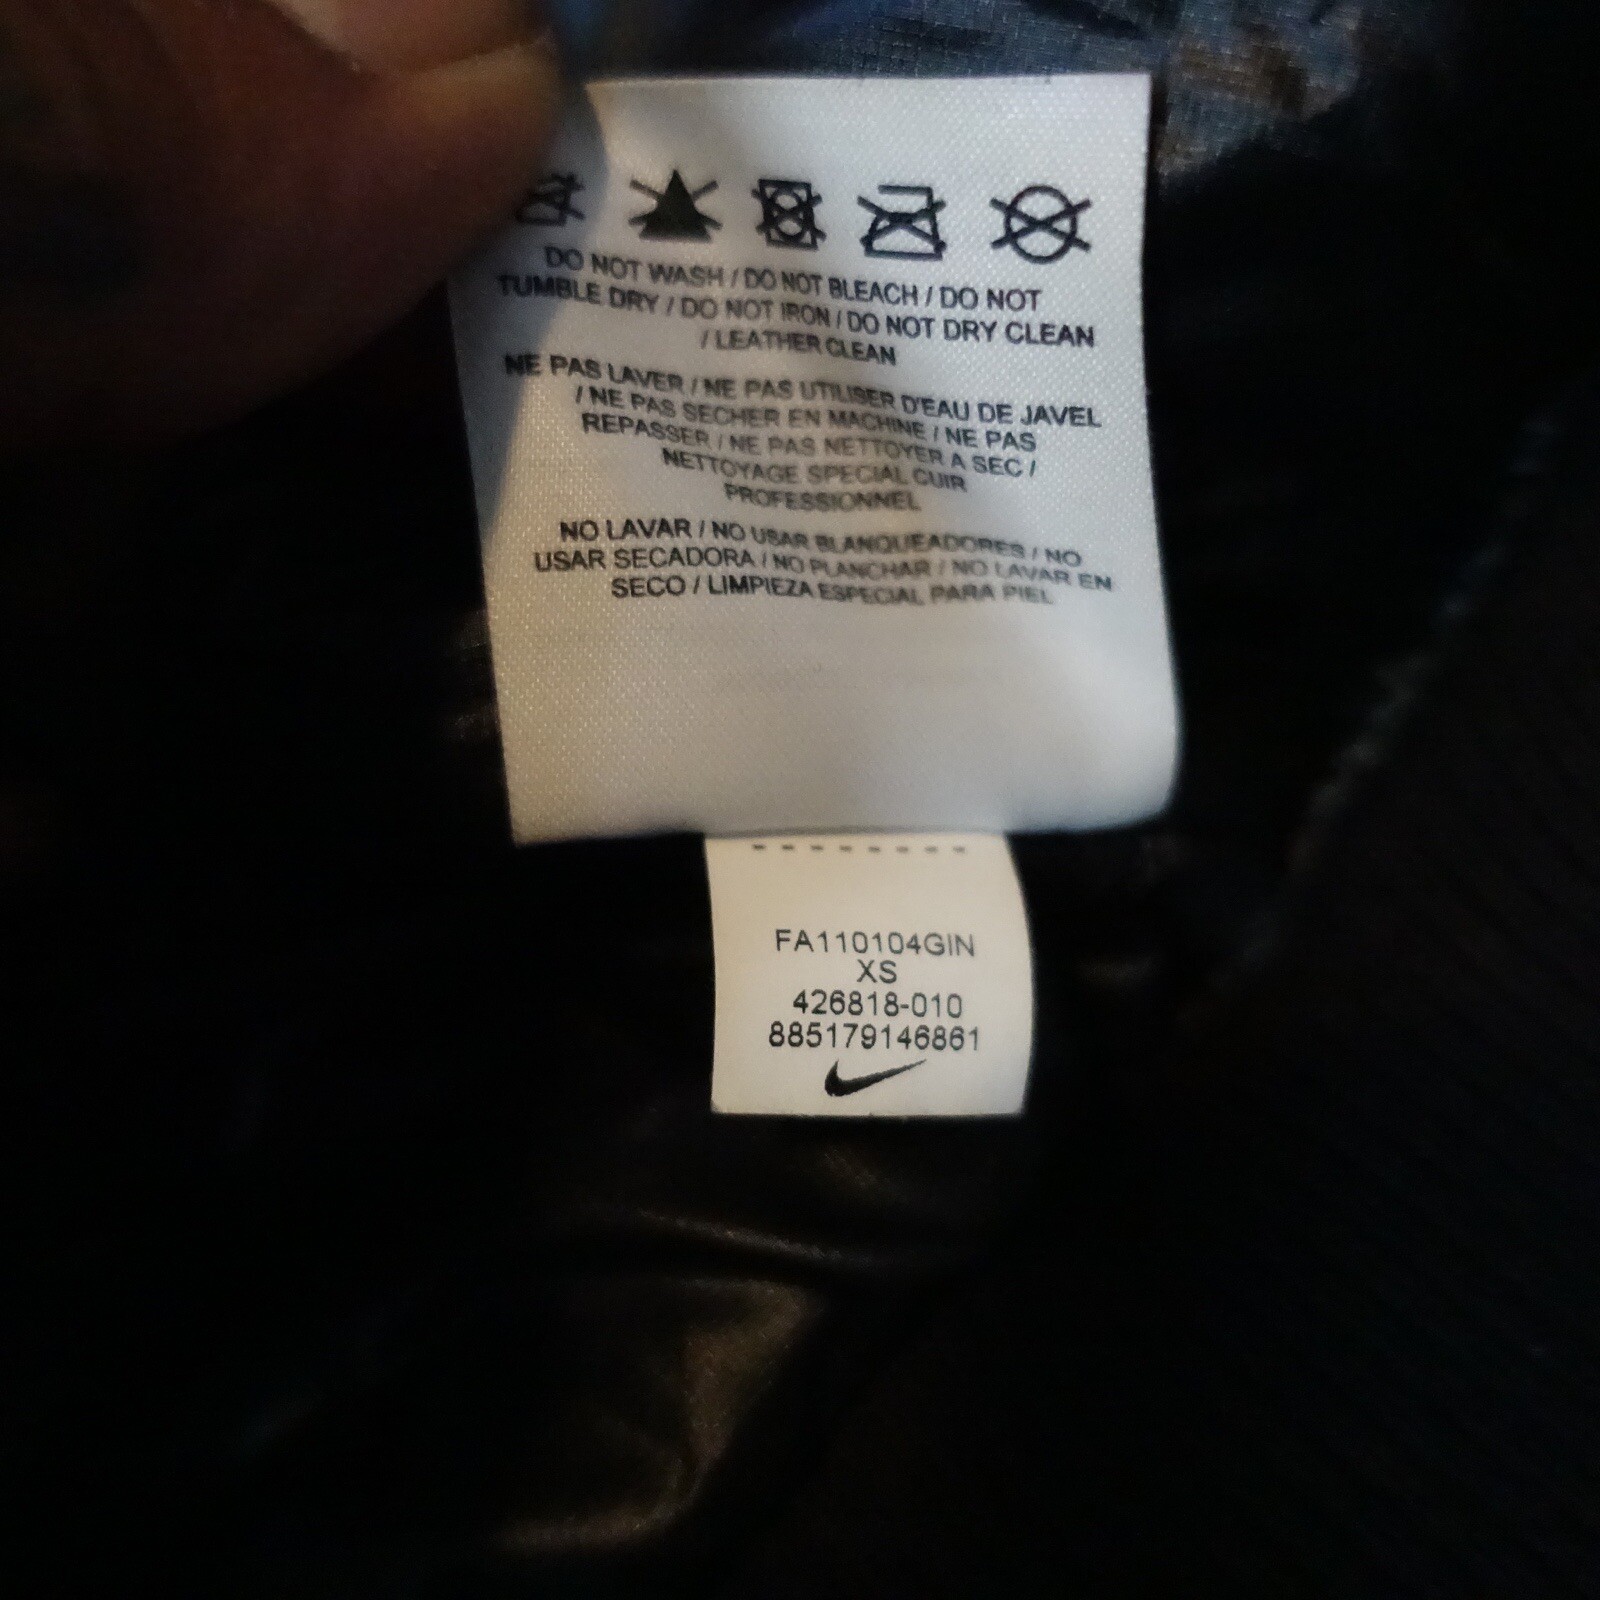 DO NOT WASH / DO NOT BLEACH / DO NOT
TUMBLE DRY / DO NOT IRON / DO NOT DRY CLEAN
/ LEATHER CLEAN
NE PAS LAVER / NE PAS UTILISER D'EAU DE JAVEL
/ NE PAS SECHER EN MACHINE / NE PAS
REPASSER / NE PAS NETTOYER A SEC /
NETTOYAGE SPECIAL CUIR
PROFESSIONNEL
NO LAVAR / NO USAR BLANQUEADORES / NO
USAR SECADORA / NO PLANCHAR / NO LAVAR EN
SECO / LIMPIEZA ESPECIAL PARA PIEL
FA110104GIN
XS
426818-010
885179146861